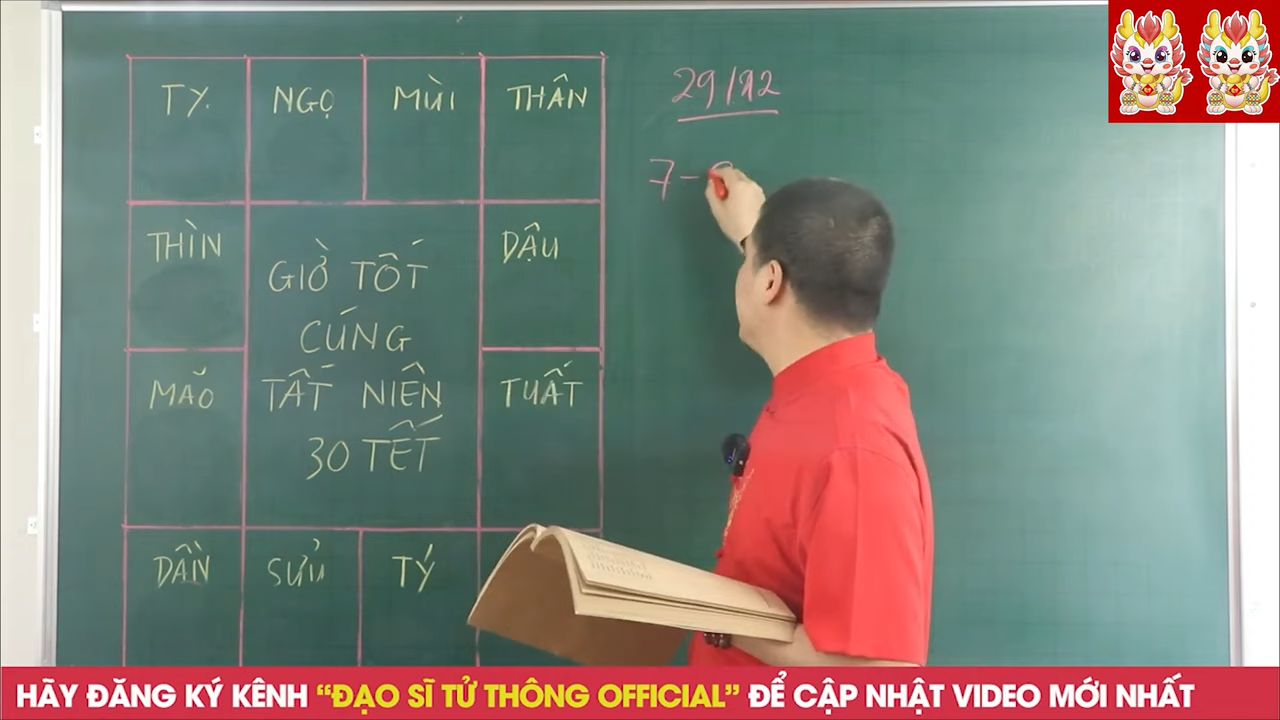 TỴ NGỌ MÙI THÂN
29/12
7-
THÌN
DẬU
GIỜ TỐT
CÚNG
TẤT NIÊN
30 TẾT
MÃO
TUẤT
DẦN SỬU TÝ
HÃY ĐĂNG KÝ KÊNH “ĐẠO SĨ TỬ THÔNG OFFICIAL” ĐỂ CẬP NHẬT VIDEO MỚI NHẤT